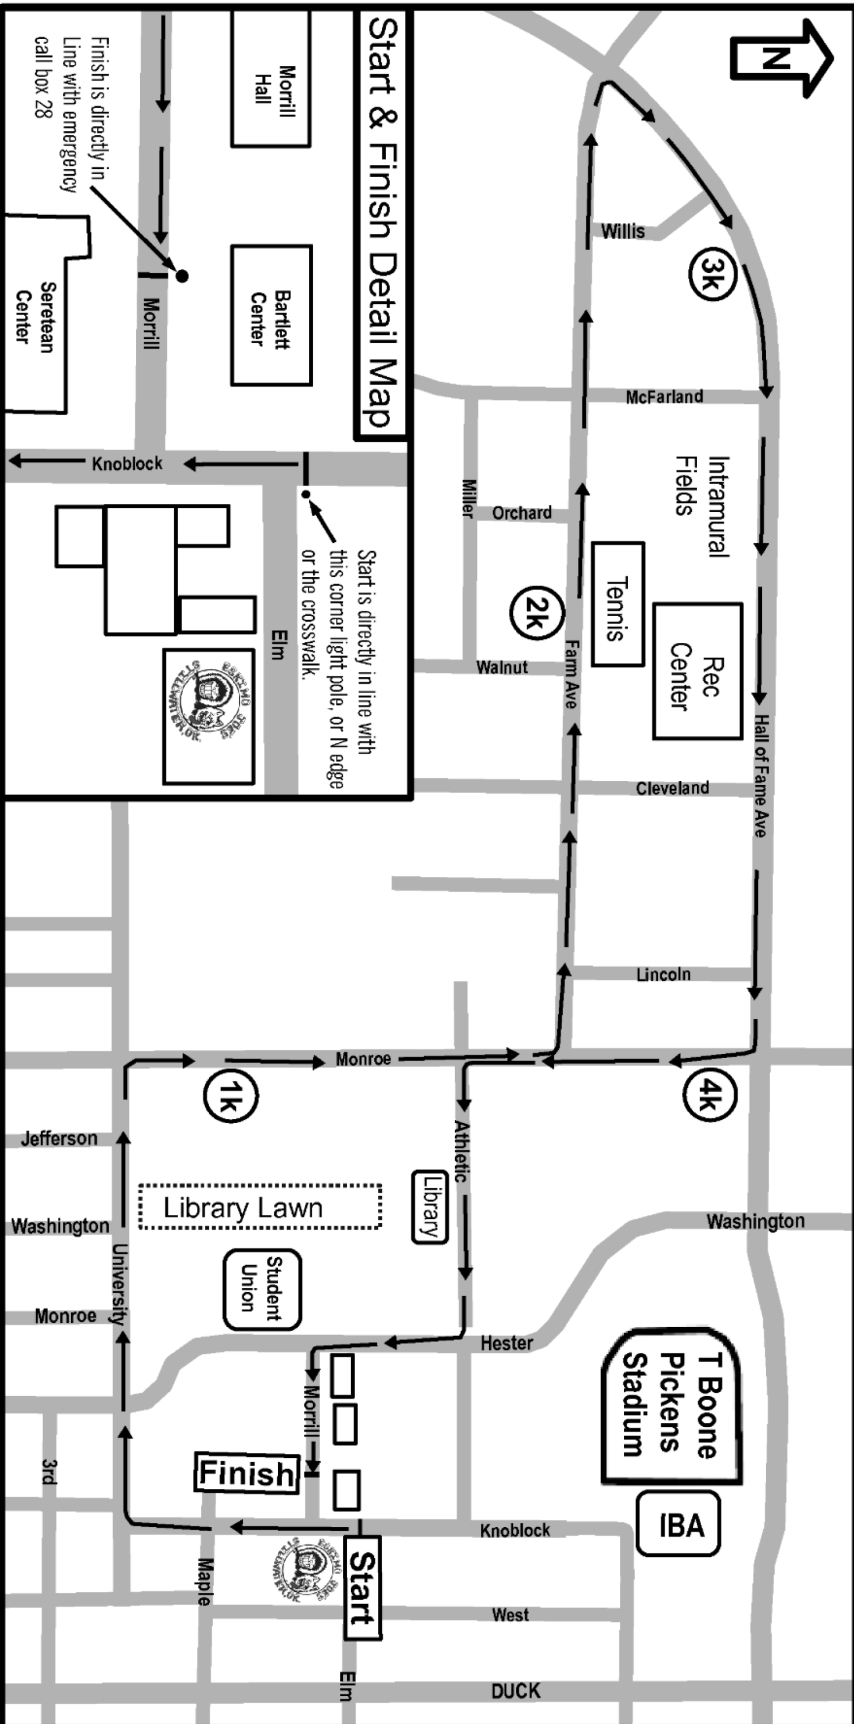 N
Start & Finish Detail Map
Morrill
Hall
Bartlett
Center
Finish is directly in
Line with emergency
call box 28
Morrill
Seretean
Center
Knoblock
Elm
Start is directly in line with
this corner light pole, or N edge
or the crosswalk.
ESKIMO
JOE'S
STILLWATER, OK.
Willis
3k
McFarland
Intramural
Fields
Miller
Orchard
Tennis
2k
Rec
Center
Walnut
Farm Ave
Hall of Fame Ave
Cleveland
Lincoln
Monroe
1k
4k
Jefferson
Athletic
Library
Library Lawn
Washington
Washington
University
Student
Union
Monroe
Hester
T Boone
Pickens
Stadium
Morrill
3rd
Finish
IBA
Knoblock
Start
Maple
West
Elm
DUCK